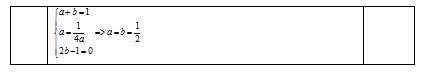 a+b=1
a=1/4a => a=b=1/2
2b-1=0